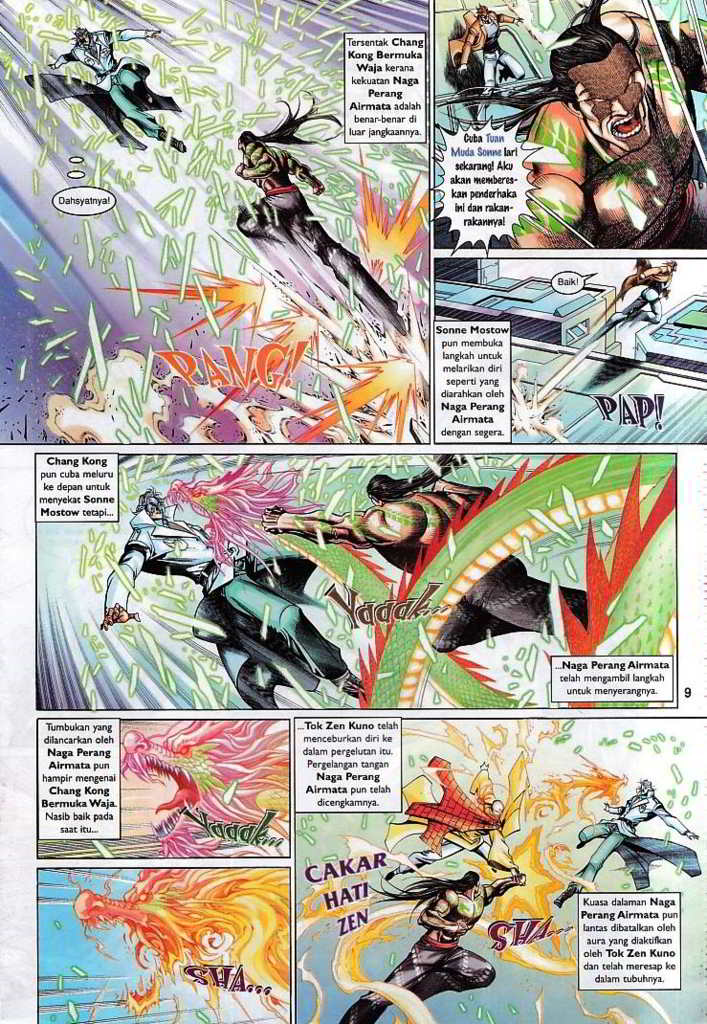 Tersentak Chang
Kong Bermuka
Waja kerana
kekuatan Naga
Perang
Airmata adalah
benar-benar di
luar jangkaannya.
Dahsyatnya!
PANG!
Cuba Tuan
Muda Sonne lari
sekarang! Aku
akan memberes-
kan penderhaka
ini dan rakan-
rakannya!
Baik!
Sonne Mostow
pun membuka
langkah untuk
melarikan diri
seperti yang
diarahkan oleh
Naga Perang
Airmata
dengan segera.
PAP!
Chang Kong
pun cuba meluru
ke depan untuk
menyekat Sonne
Mostow tetapi...
Yaaak...
...Naga Perang Airmata
telah mengambil langkah
untuk menyerangnya.
9
Tumbukan yang
dilancarkan oleh
Naga Perang
Airmata pun
hampir mengenai
Chang Kong
Bermuka Waja.
Nasib baik pada
saat itu...
Yaaak...
SHA...
...Tok Zen Kuno telah
menceburkan diri ke
dalam pergelutan itu.
Pergelangan tangan
Naga Perang
Airmata pun telah
dicengkamnya.
CAKAR
HATI
ZEN
SHA...
Kuasa dalaman Naga
Perang Airmata pun
lantas dibatalkan oleh
aura yang diaktifkan
oleh Tok Zen Kuno
dan telah meresap ke
dalam tubuhnya.